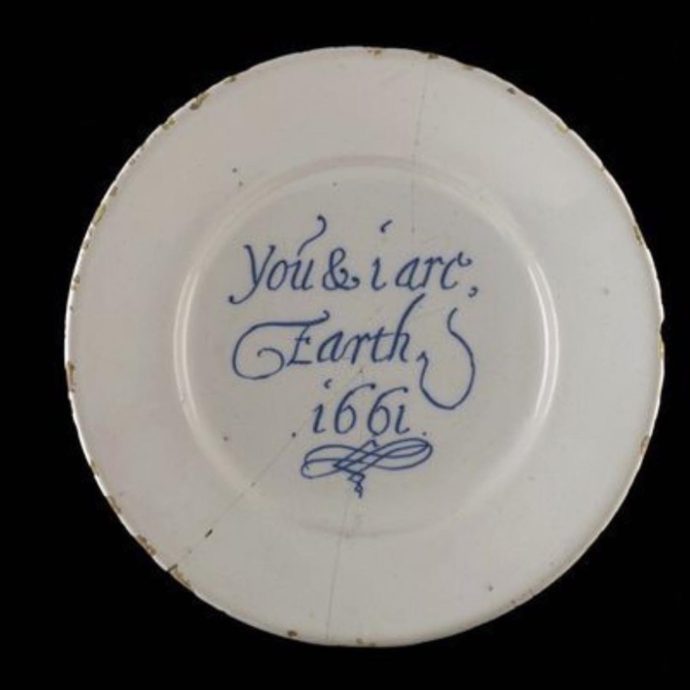 You & i are,
Earth,
.1661.